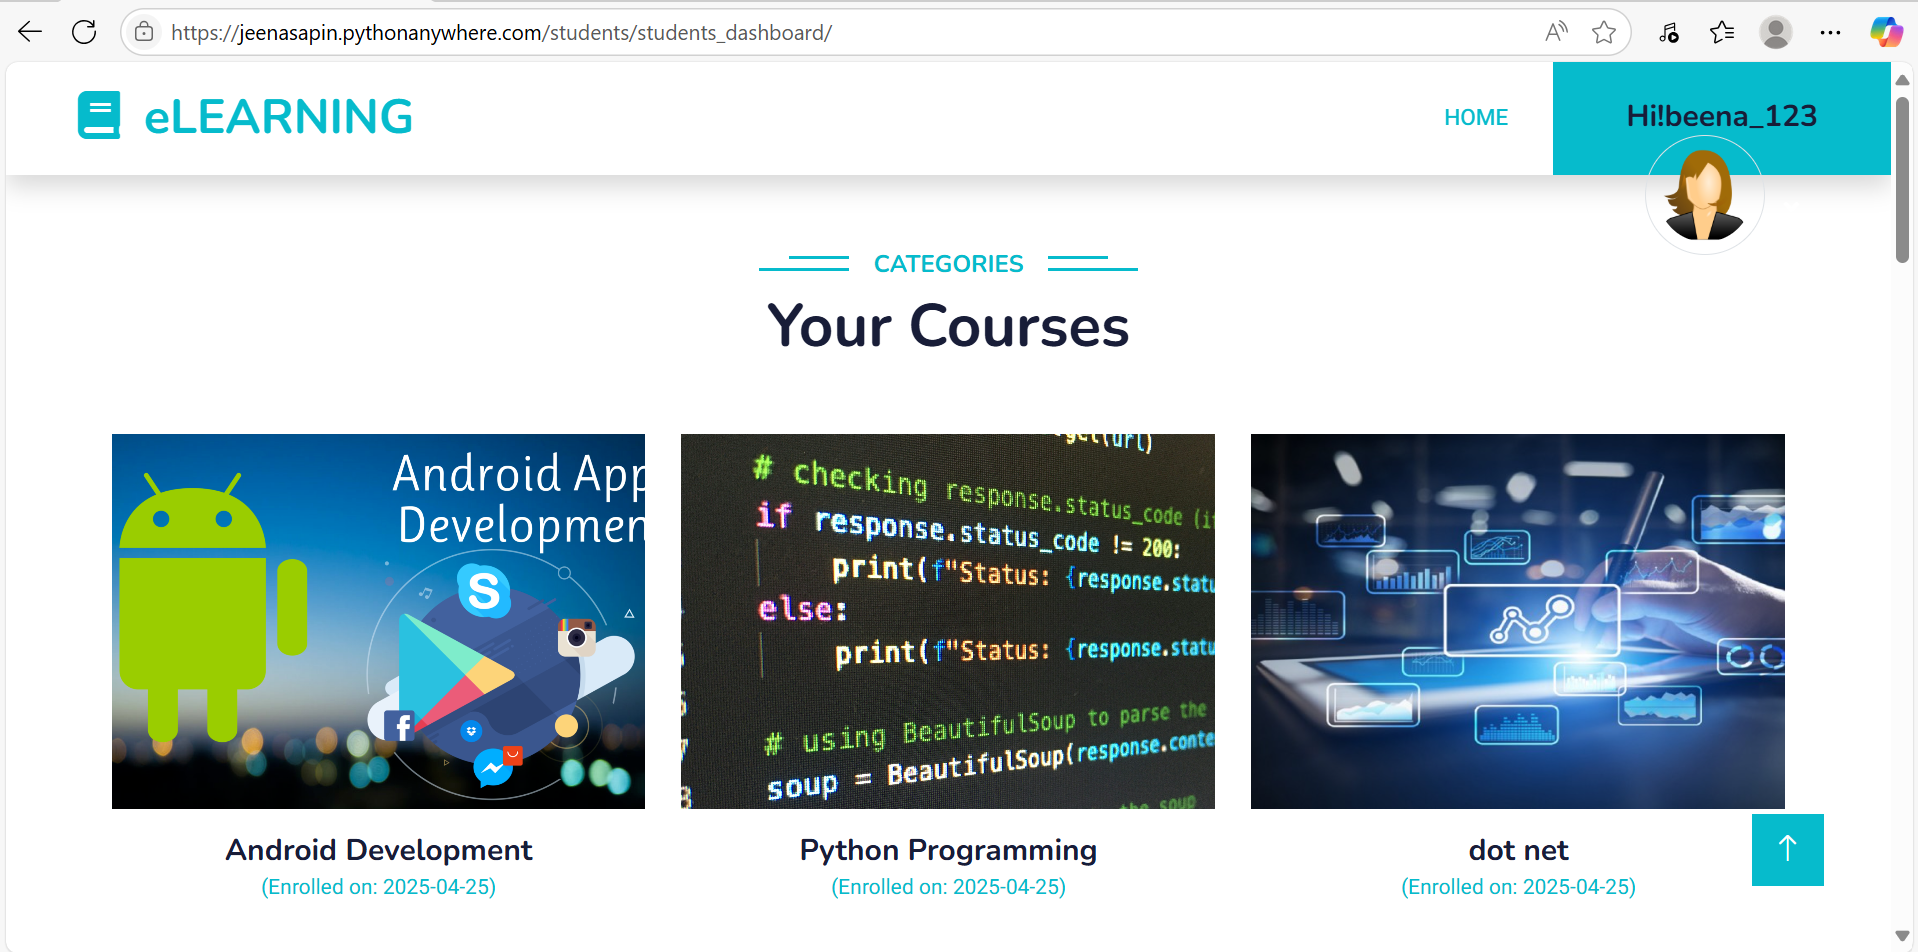 https://jeenasapin.pythonanywhere.com/students/students_dashboard/
eLEARNING
HOME
Hi!beena_123
CATEGORIES
Your Courses
Android App
Developmen
# checking response.status_code (i
if response.status_code != 200:
print(f"Status: {response.statu
else:
print(f"Status: {response.statu
# using BeautifulSoup to parse the
soup = BeautifulSoup(response.conte
the soup
Android Development
(Enrolled on: 2025-04-25)
Python Programming
(Enrolled on: 2025-04-25)
dot net
(Enrolled on: 2025-04-25)